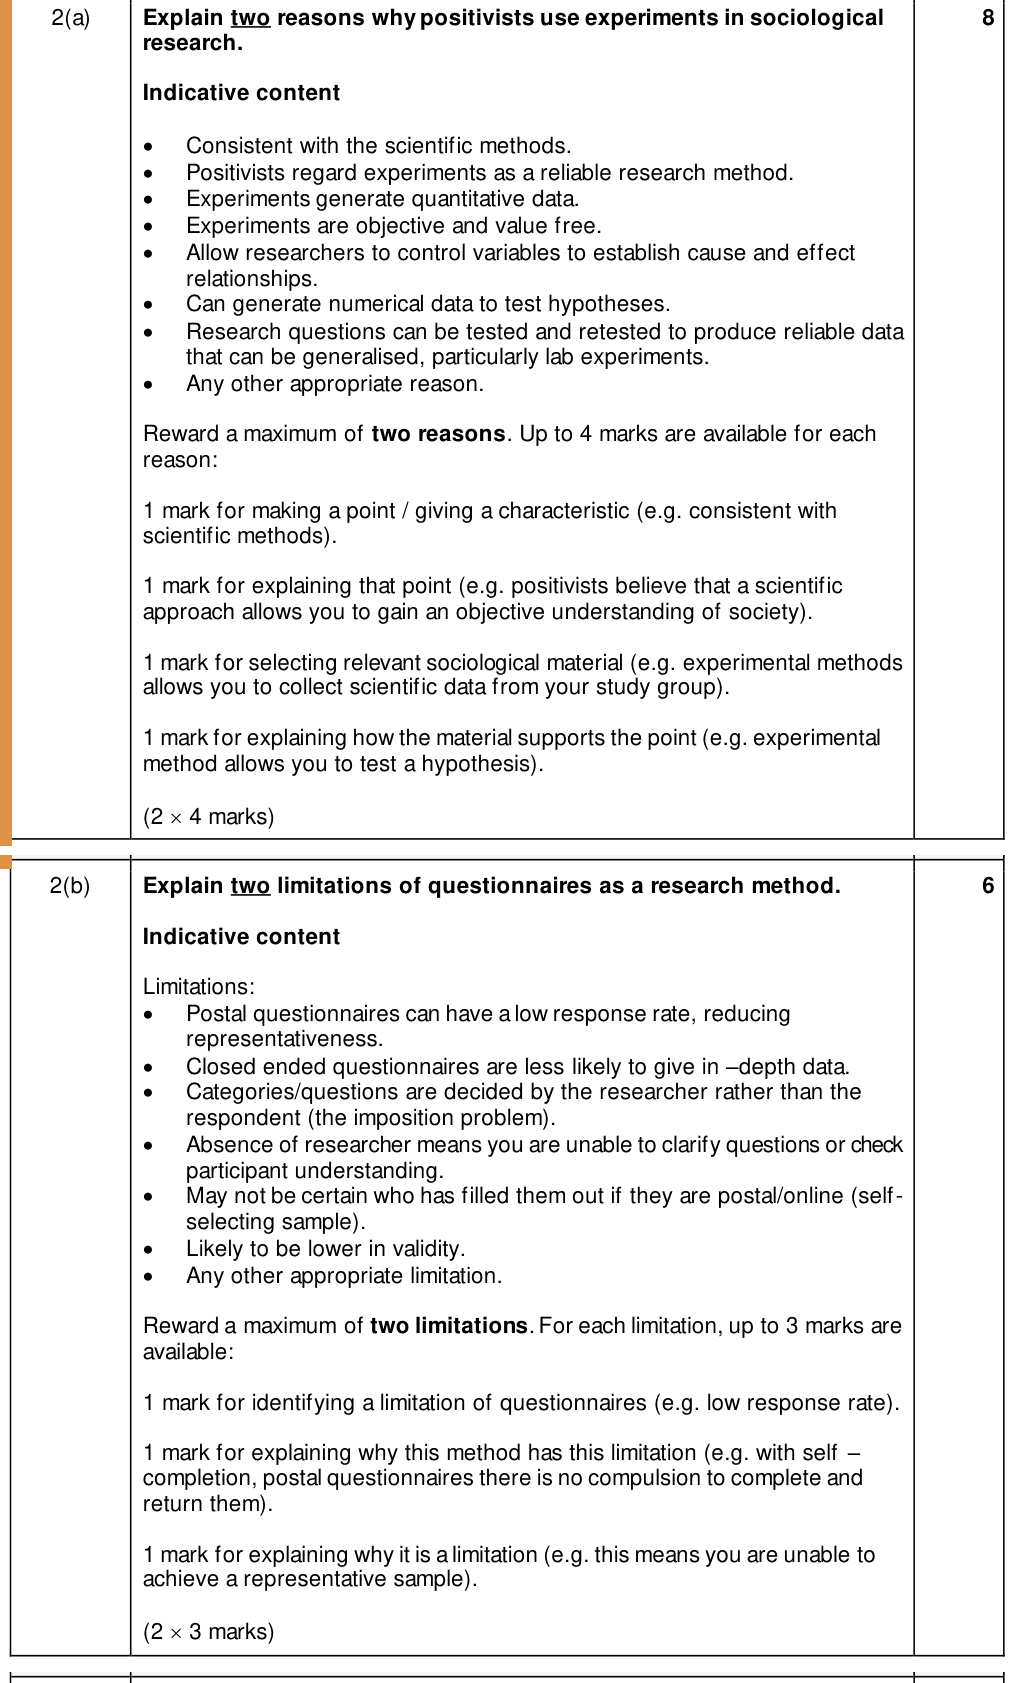 2(a) Explain two reasons why positivists use experiments in sociological 8
research.
Indicative content
• Consistent with the scientific methods.
• Positivists regard experiments as a reliable research method.
• Experiments generate quantitative data.
• Experiments are objective and value free.
• Allow researchers to control variables to establish cause and effect
relationships.
• Can generate numerical data to test hypotheses.
• Research questions can be tested and retested to produce reliable data
that can be generalised, particularly lab experiments.
• Any other appropriate reason.
Reward a maximum of two reasons. Up to 4 marks are available for each
reason:
1 mark for making a point / giving a characteristic (e.g. consistent with
scientific methods).
1 mark for explaining that point (e.g. positivists believe that a scientific
approach allows you to gain an objective understanding of society).
1 mark for selecting relevant sociological material (e.g. experimental methods
allows you to collect scientific data from your study group).
1 mark for explaining how the material supports the point (e.g. experimental
method allows you to test a hypothesis).
(2 × 4 marks)
2(b) Explain two limitations of questionnaires as a research method. 6
Indicative content
Limitations:
• Postal questionnaires can have a low response rate, reducing
representativeness.
• Closed ended questionnaires are less likely to give in –depth data.
• Categories/questions are decided by the researcher rather than the
respondent (the imposition problem).
• Absence of researcher means you are unable to clarify questions or check
participant understanding.
• May not be certain who has filled them out if they are postal/online (self-
selecting sample).
• Likely to be lower in validity.
• Any other appropriate limitation.
Reward a maximum of two limitations. For each limitation, up to 3 marks are
available:
1 mark for identifying a limitation of questionnaires (e.g. low response rate).
1 mark for explaining why this method has this limitation (e.g. with self –
completion, postal questionnaires there is no compulsion to complete and
return them).
1 mark for explaining why it is a limitation (e.g. this means you are unable to
achieve a representative sample).
(2 × 3 marks)